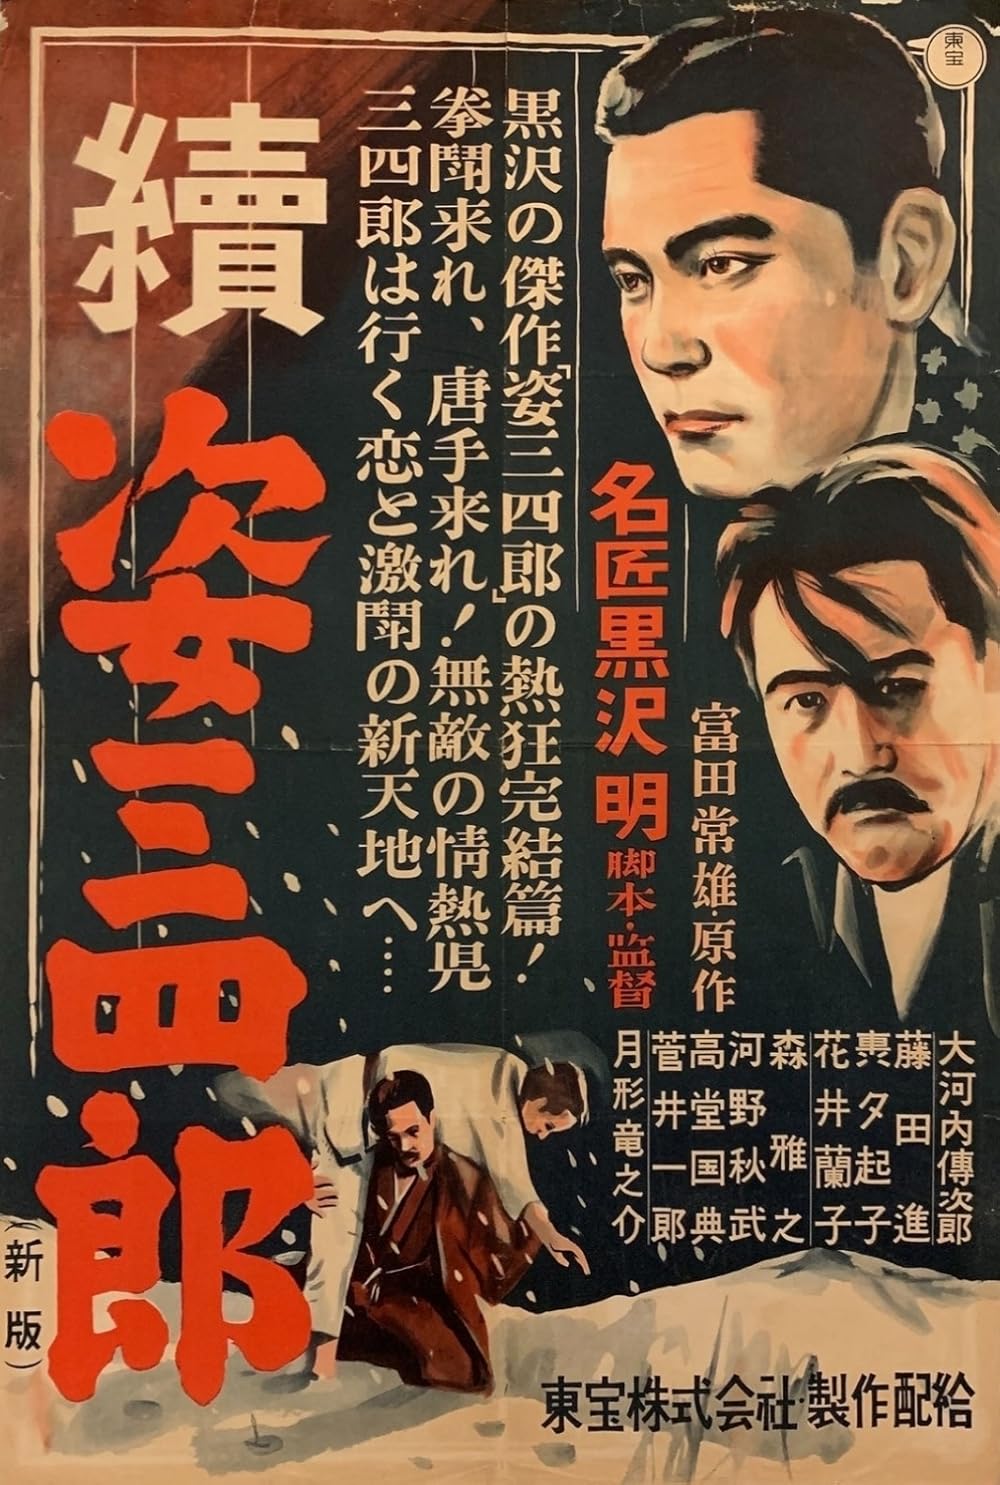 東宝
黒沢の傑作「姿三四郎」の熱狂完結篇！
拳鬪来れ、唐手来れ！無敵の情熱児
三四郎は行く恋と激鬪の新天地へ……
續
姿三四郎
(新版)
名匠黒沢明 脚本・監督
富田常雄・原作
大河内傳次郎
藤田進
轟夕起子
花井蘭子
森雅之
河野秋武
高堂国典
菅井一郎
月形竜之介
東宝株式会社・製作配給